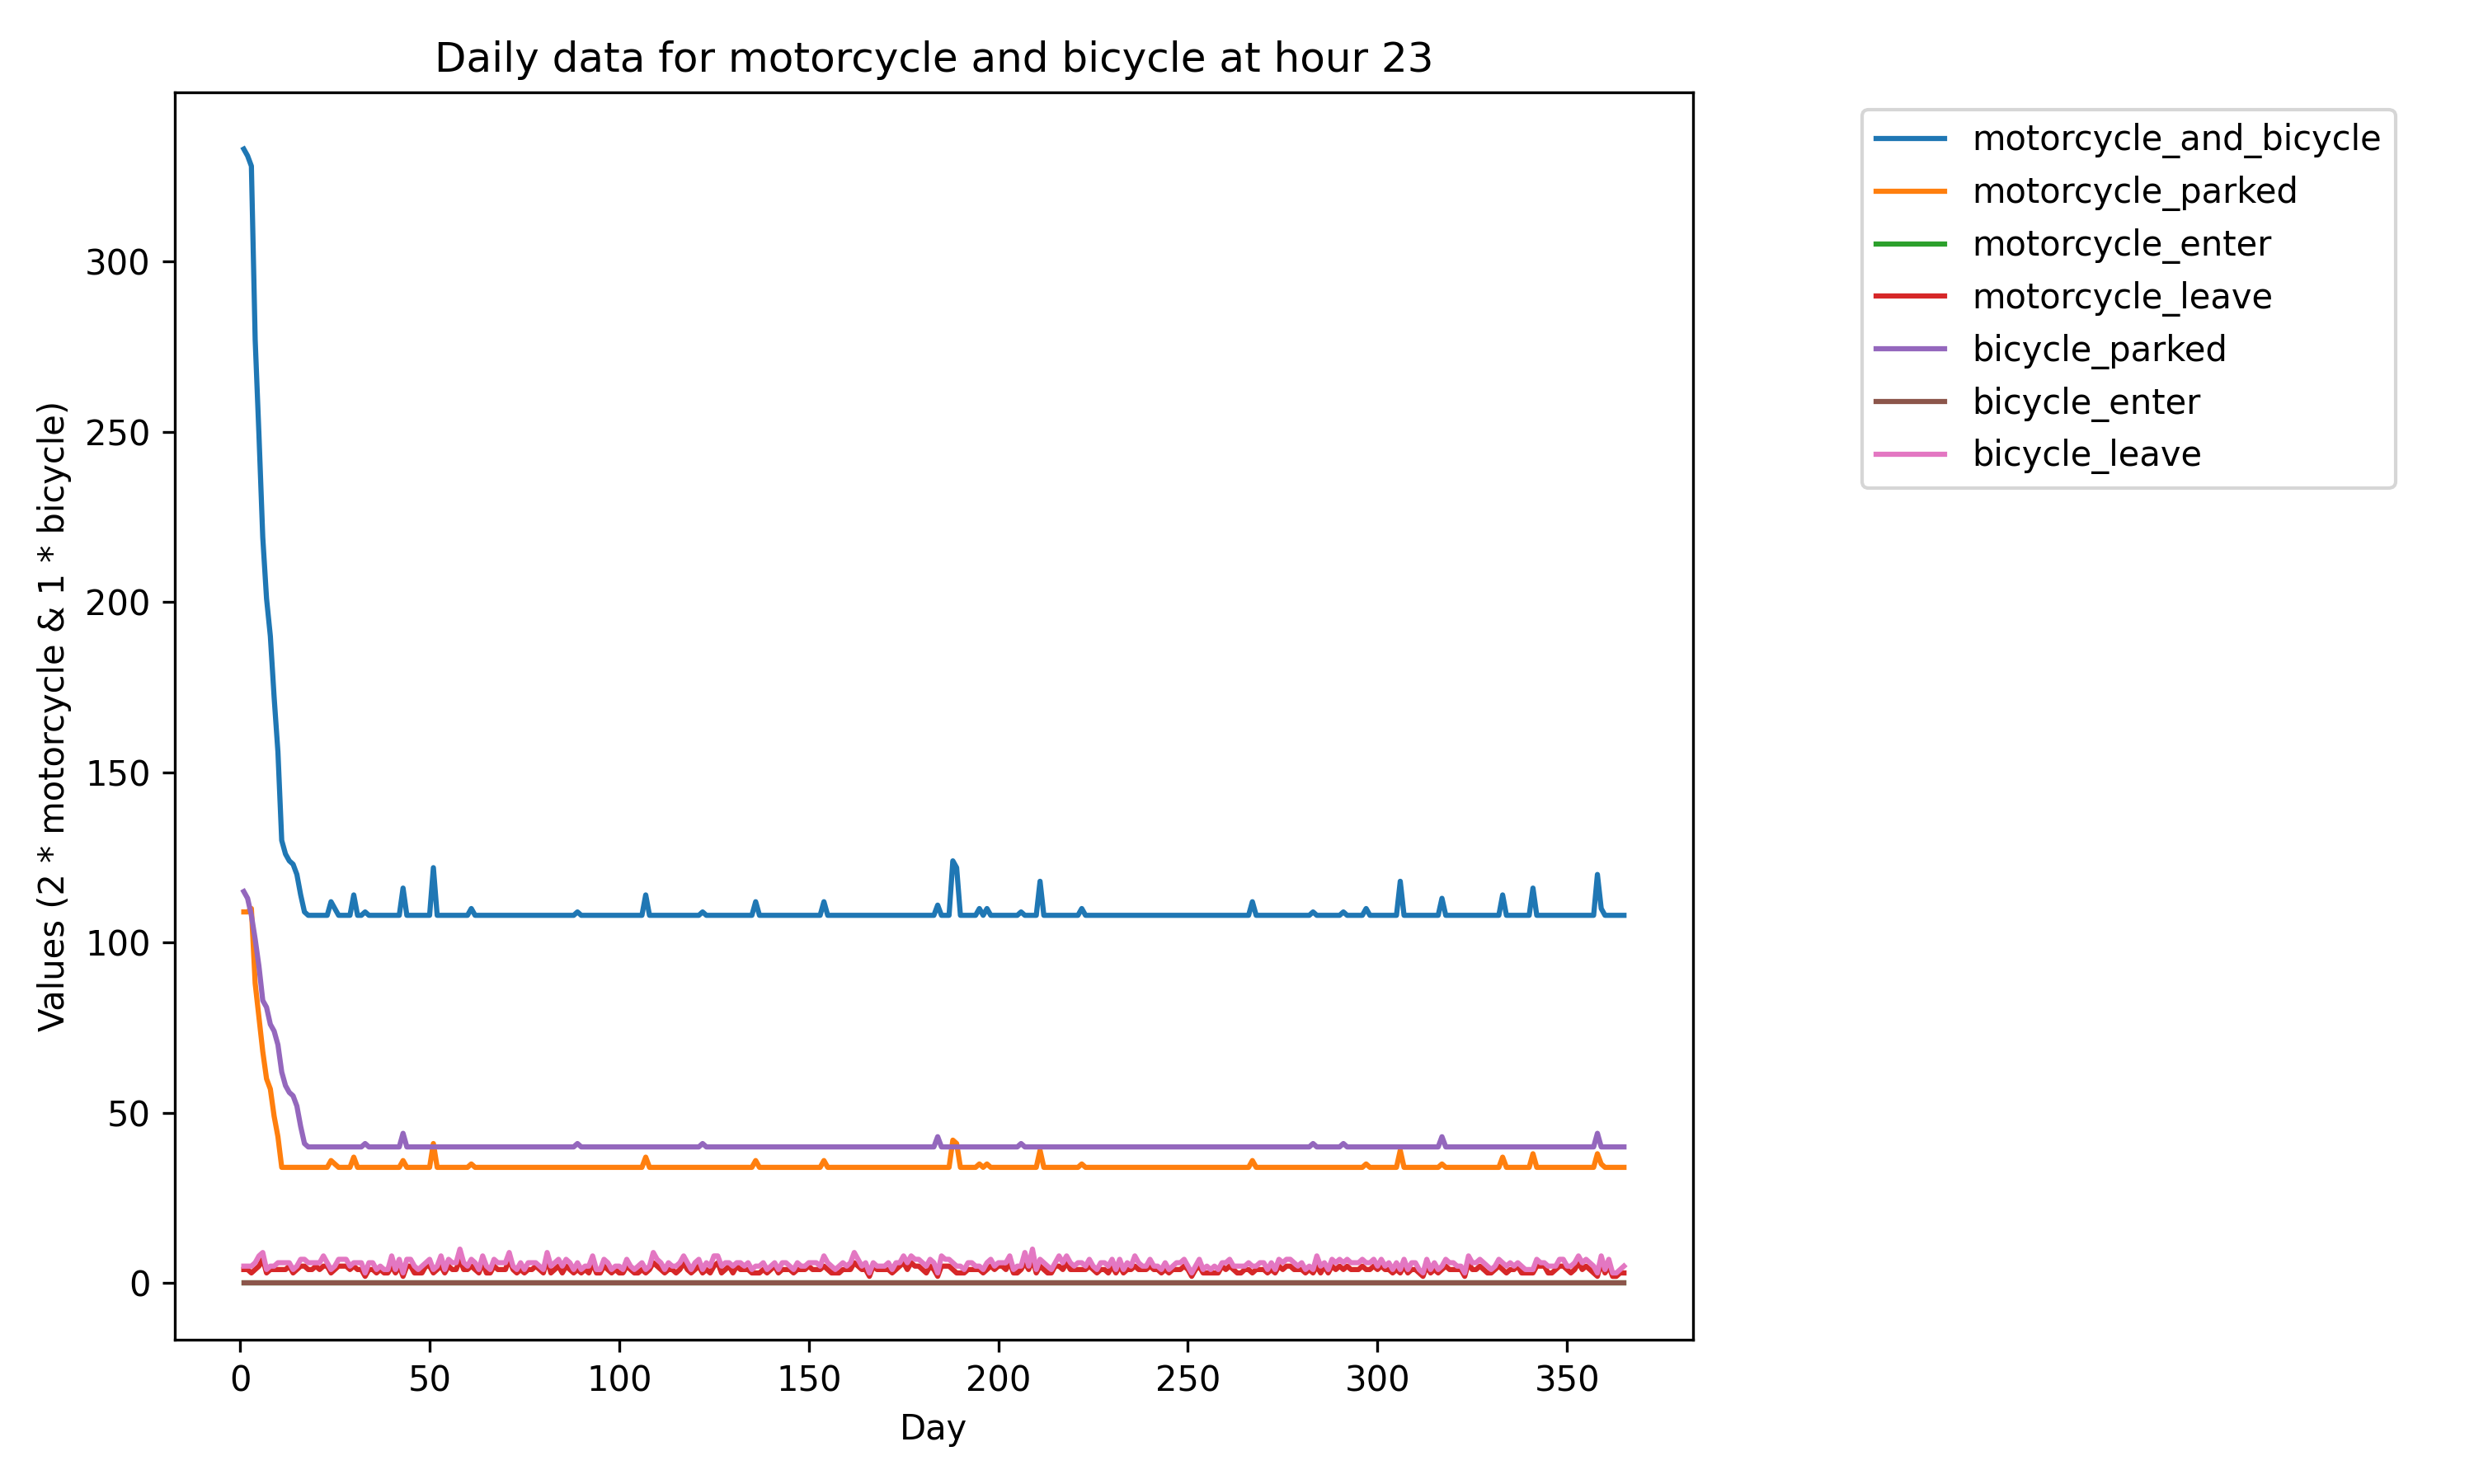 Daily data for motorcycle and bicycle at hour 23
motorcycle_and_bicycle
motorcycle_parked
motorcycle_enter
motorcycle_leave
bicycle_parked
bicycle_enter
bicycle_leave
Values (2 * motorcycle & 1 * bicycle)
300
250
200
150
100
50
0
0 50 100 150 200 250 300 350
Day